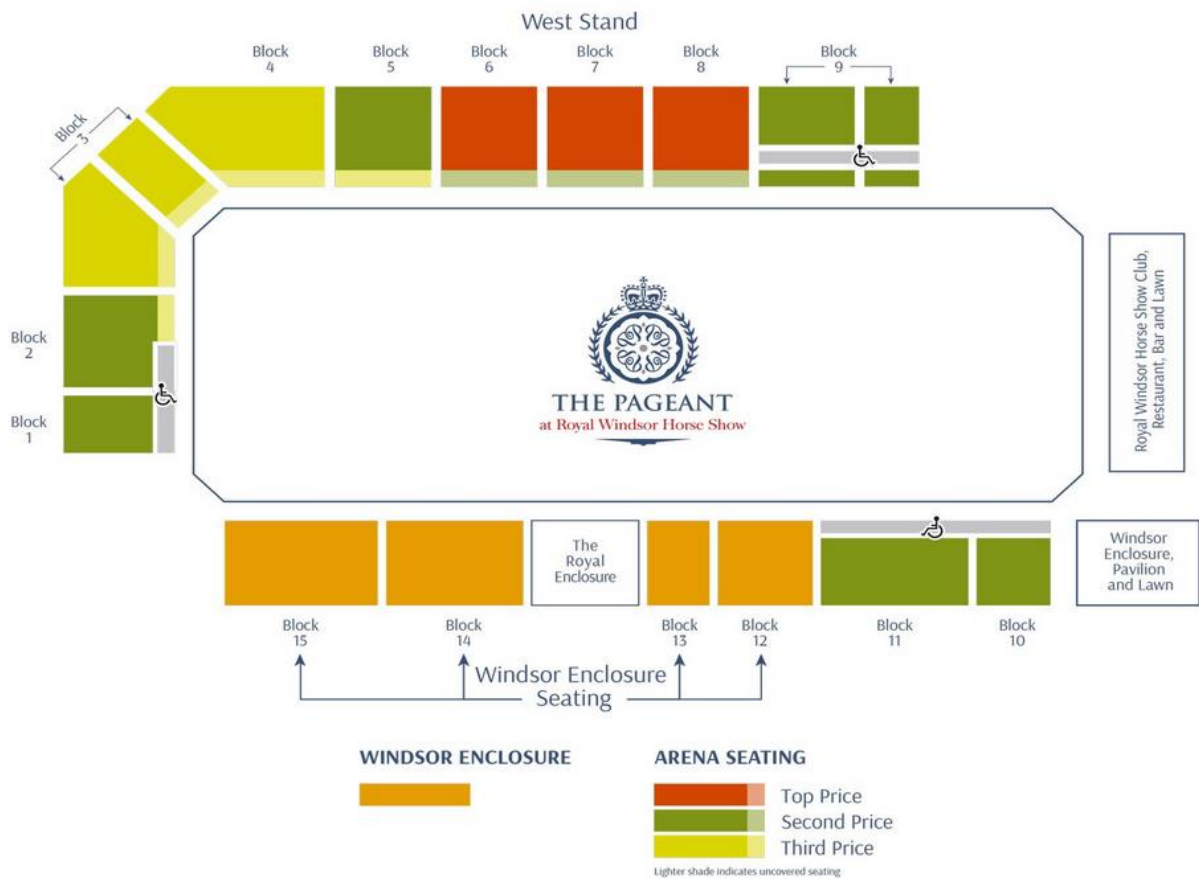 West Stand
Block
4
Block
5
Block
6
Block
7
Block
8
Block
9
Block
3
Block
2
Block
1
THE PAGEANT
at Royal Windsor Horse Show
Royal Windsor Horse Show Club,
Restaurant, Bar and Lawn
The
Royal
Enclosure
Windsor
Enclosure,
Pavilion
and Lawn
Block
15
Block
14
Block
13
Block
12
Block
11
Block
10
Windsor Enclosure
Seating
WINDSOR ENCLOSURE
ARENA SEATING
Top Price
Second Price
Third Price
Lighter shade indicates uncovered seating